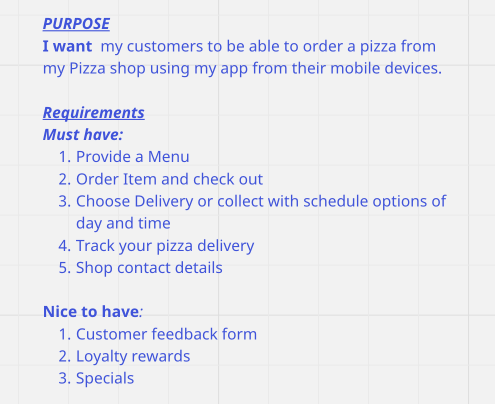 PURPOSE
I want my customers to be able to order a pizza from
my Pizza shop using my app from their mobile devices.
Requirements
Must have:
1. Provide a Menu
2. Order Item and check out
3. Choose Delivery or collect with schedule options of
day and time
4. Track your pizza delivery
5. Shop contact details
Nice to have:
1. Customer feedback form
2. Loyalty rewards
3. Specials